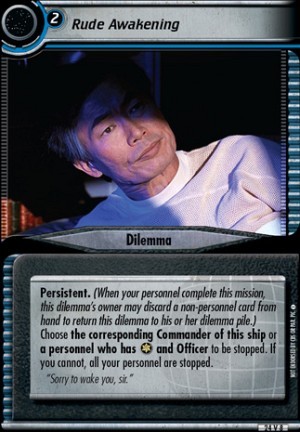 2
Rude Awakening
Dilemma
Persistent. (When your personnel complete this mission,
this dilemma's owner may discard a non-personnel card from
hand to return this dilemma to his or her dilemma pile.)
Choose the corresponding Commander of this ship or
a personnel who has and Officer to be stopped. If
you cannot, all your personnel are stopped.
"Sorry to wake you, sir."
24 V 8